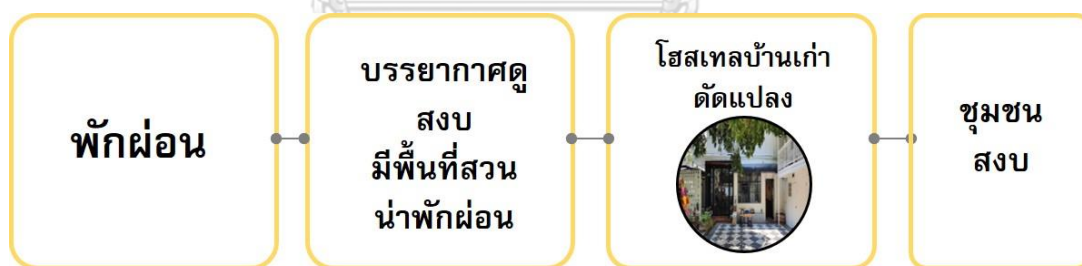 พักผ่อน
บรรยากาศดู
สงบ
มีพื้นที่สวน
น่าพักผ่อน
โฮสเทลบ้านเก่า
ดัดแปลง
ชุมชน
สงบ